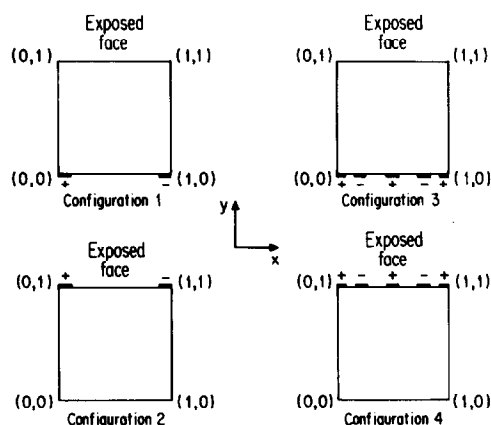 Exposed
face
(0,1) (1,1)
(0,0) (1,0)
+ −
Configuration 1
Exposed
face
(0,1) (1,1)
(0,0) (1,0)
+ − + − +
Configuration 3
y
x
Exposed
face
+ −
(0,1) (1,1)
(0,0) (1,0)
Configuration 2
Exposed
face
+ − + − +
(0,1) (1,1)
(0,0) (1,0)
Configuration 4